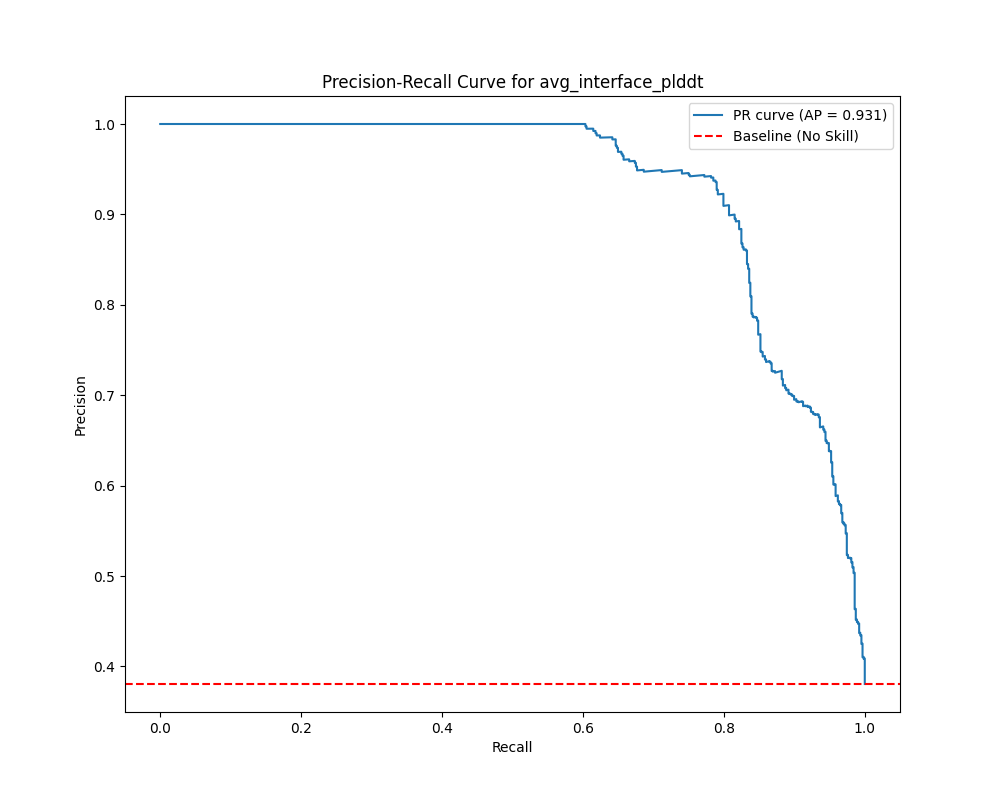 Precision-Recall Curve for avg_interface_plddt
PR curve (AP = 0.931)
Baseline (No Skill)
1.0
0.9
0.8
0.7
0.6
0.5
0.4
Precision
0.0 0.2 0.4 0.6 0.8 1.0
Recall